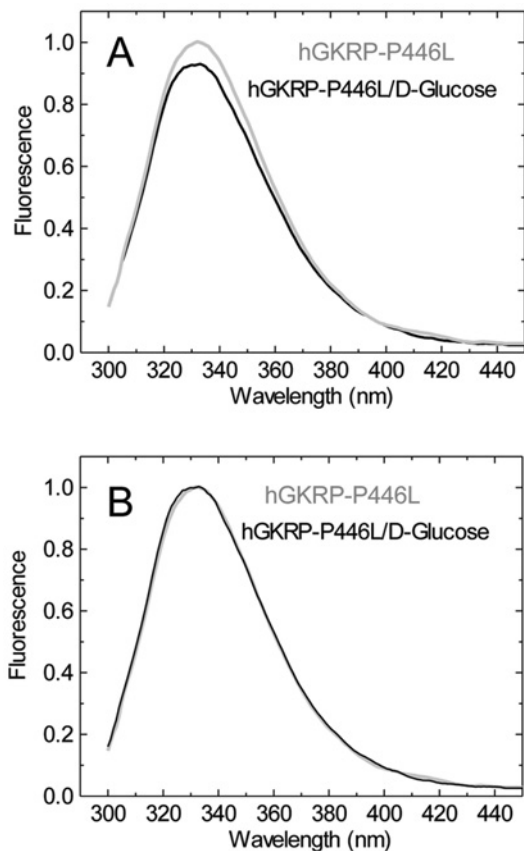 A
hGKRP-P446L
hGKRP-P446L/D-Glucose
Fluorescence
1.0
0.8
0.6
0.4
0.2
0.0
300 320 340 360 380 400 420 440
Wavelength (nm)
B
hGKRP-P446L
hGKRP-P446L/D-Glucose
Fluorescence
1.0
0.8
0.6
0.4
0.2
0.0
300 320 340 360 380 400 420 440
Wavelength (nm)